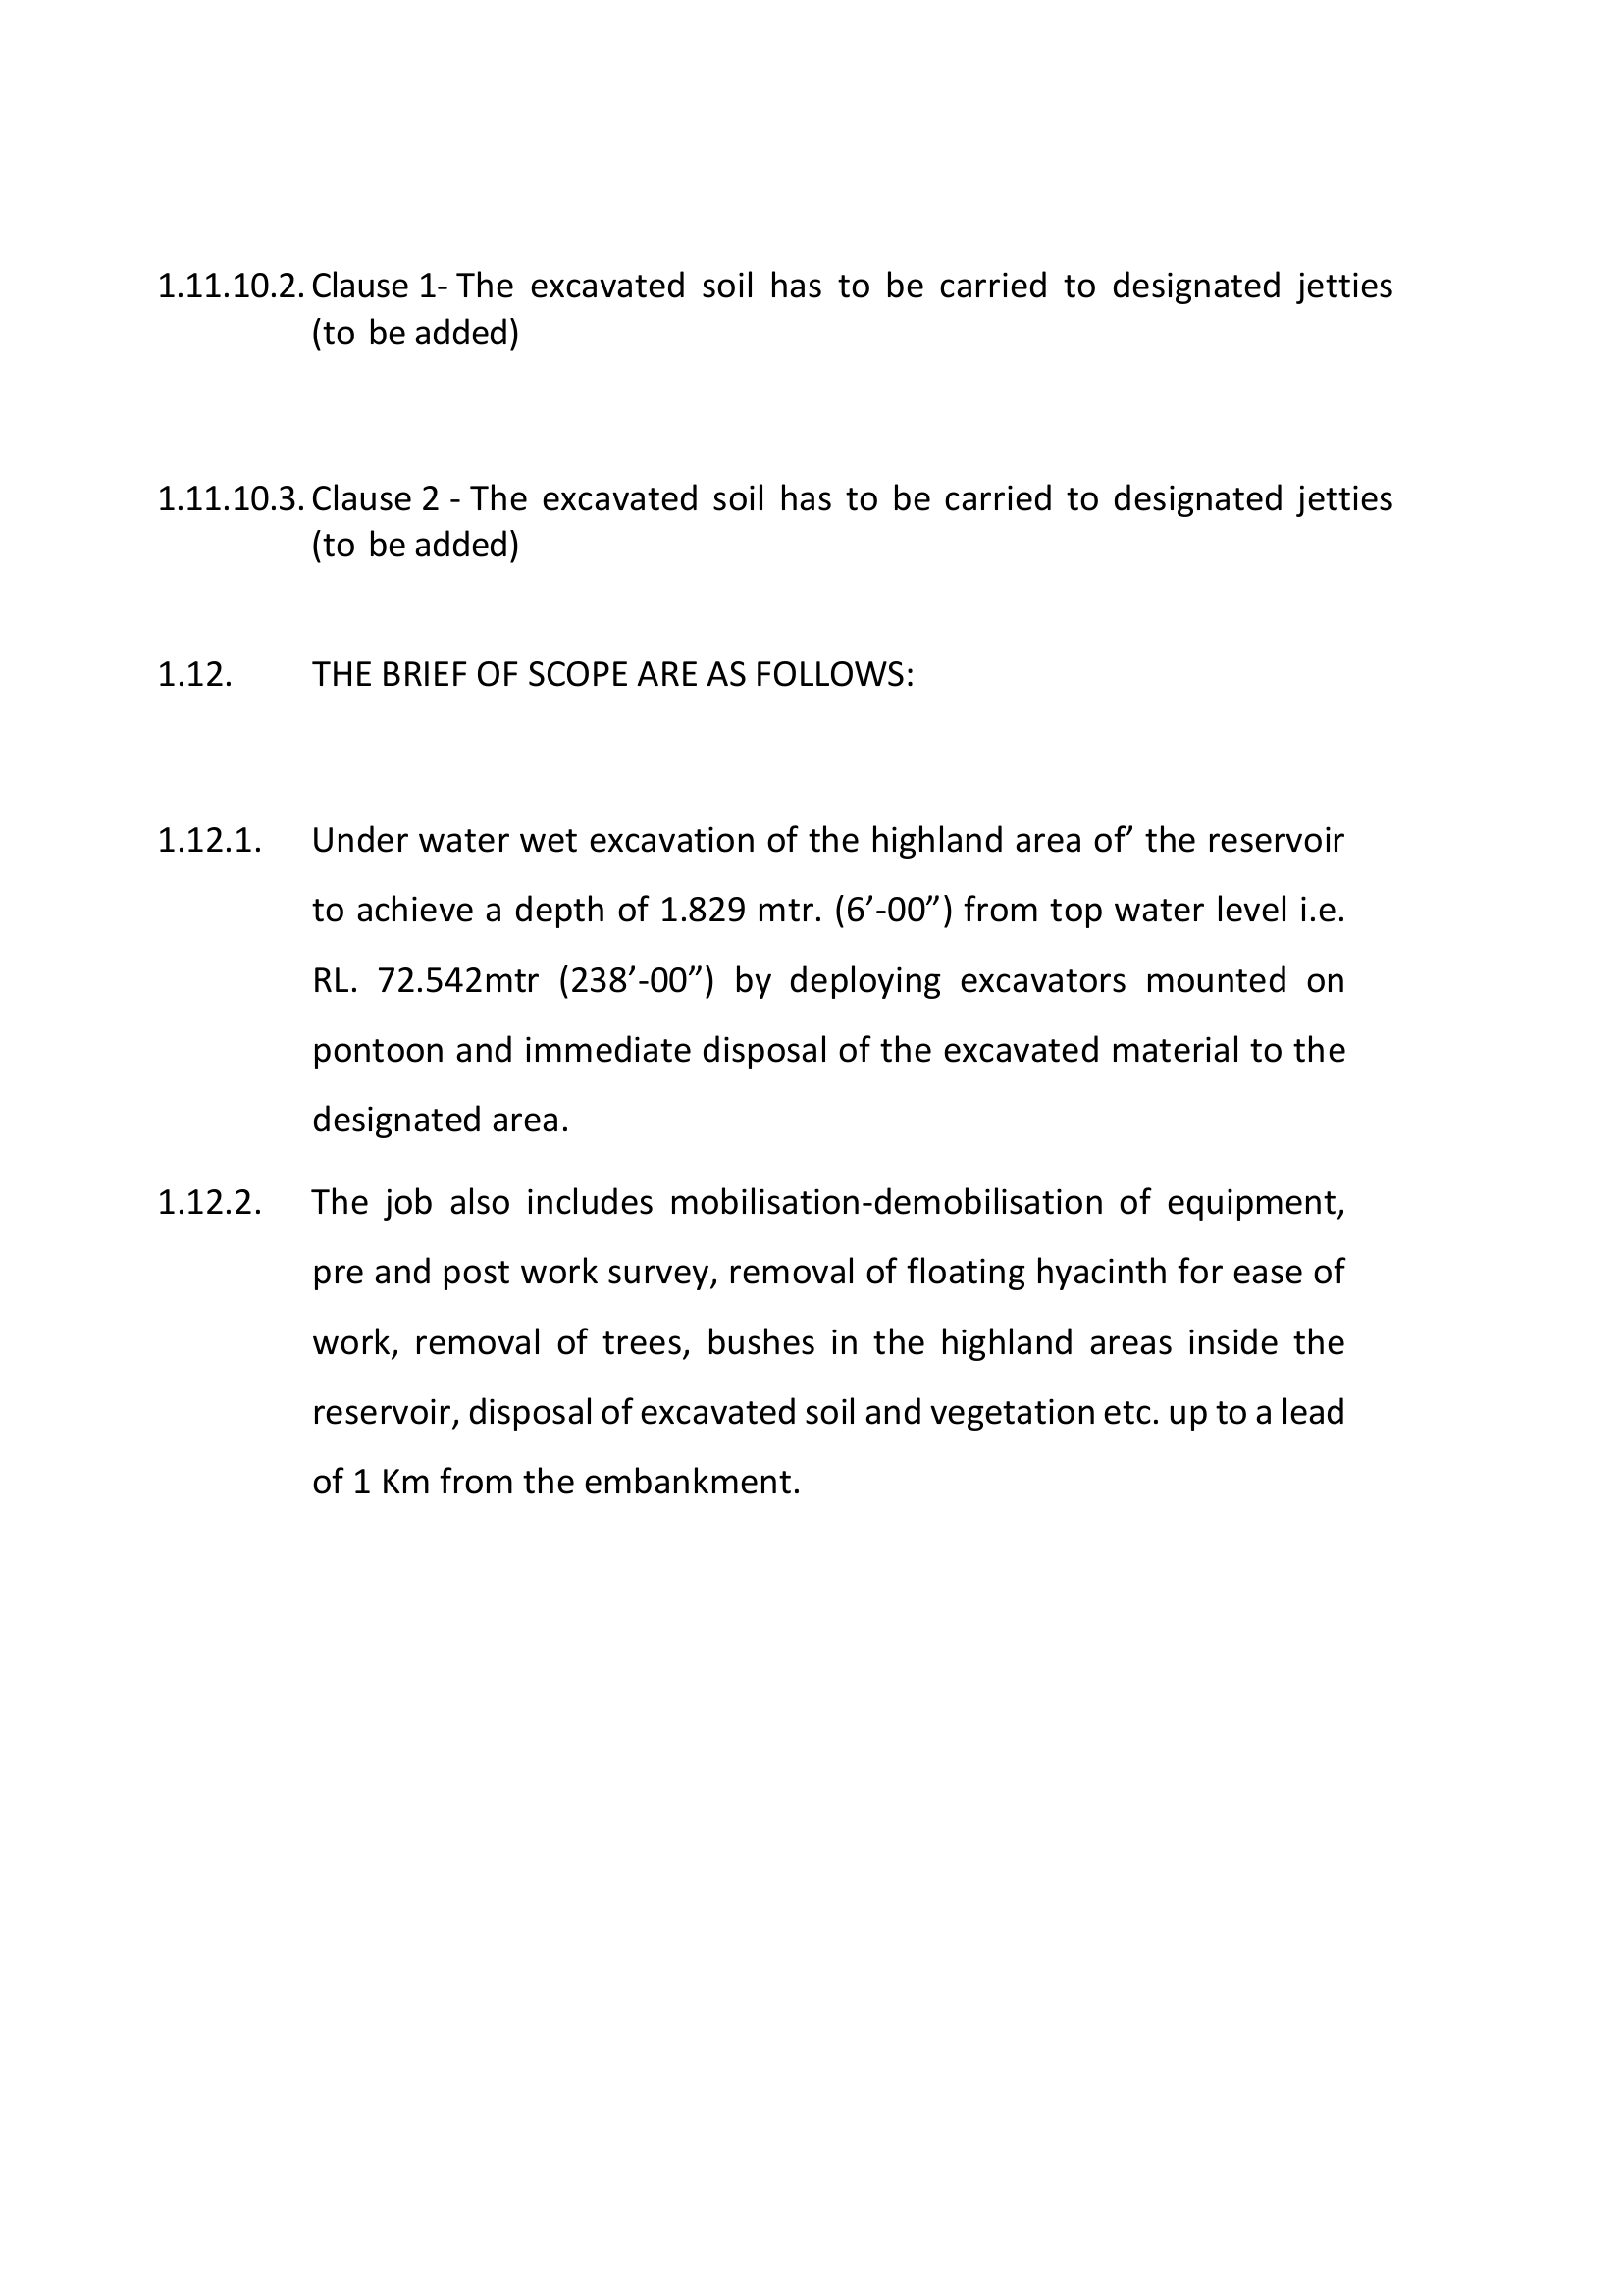 1.11.10.2. Clause 1- The excavated soil has to be carried to designated jetties
(to be added)
1.11.10.3. Clause 2 - The excavated soil has to be carried to designated jetties
(to be added)
1.12. THE BRIEF OF SCOPE ARE AS FOLLOWS:
1.12.1. Under water wet excavation of the highland area of’ the reservoir
to achieve a depth of 1.829 mtr. (6’-00”) from top water level i.e.
RL. 72.542mtr (238’-00”) by deploying excavators mounted on
pontoon and immediate disposal of the excavated material to the
designated area.
1.12.2. The job also includes mobilisation-demobilisation of equipment,
pre and post work survey, removal of floating hyacinth for ease of
work, removal of trees, bushes in the highland areas inside the
reservoir, disposal of excavated soil and vegetation etc. up to a lead
of 1 Km from the embankment.